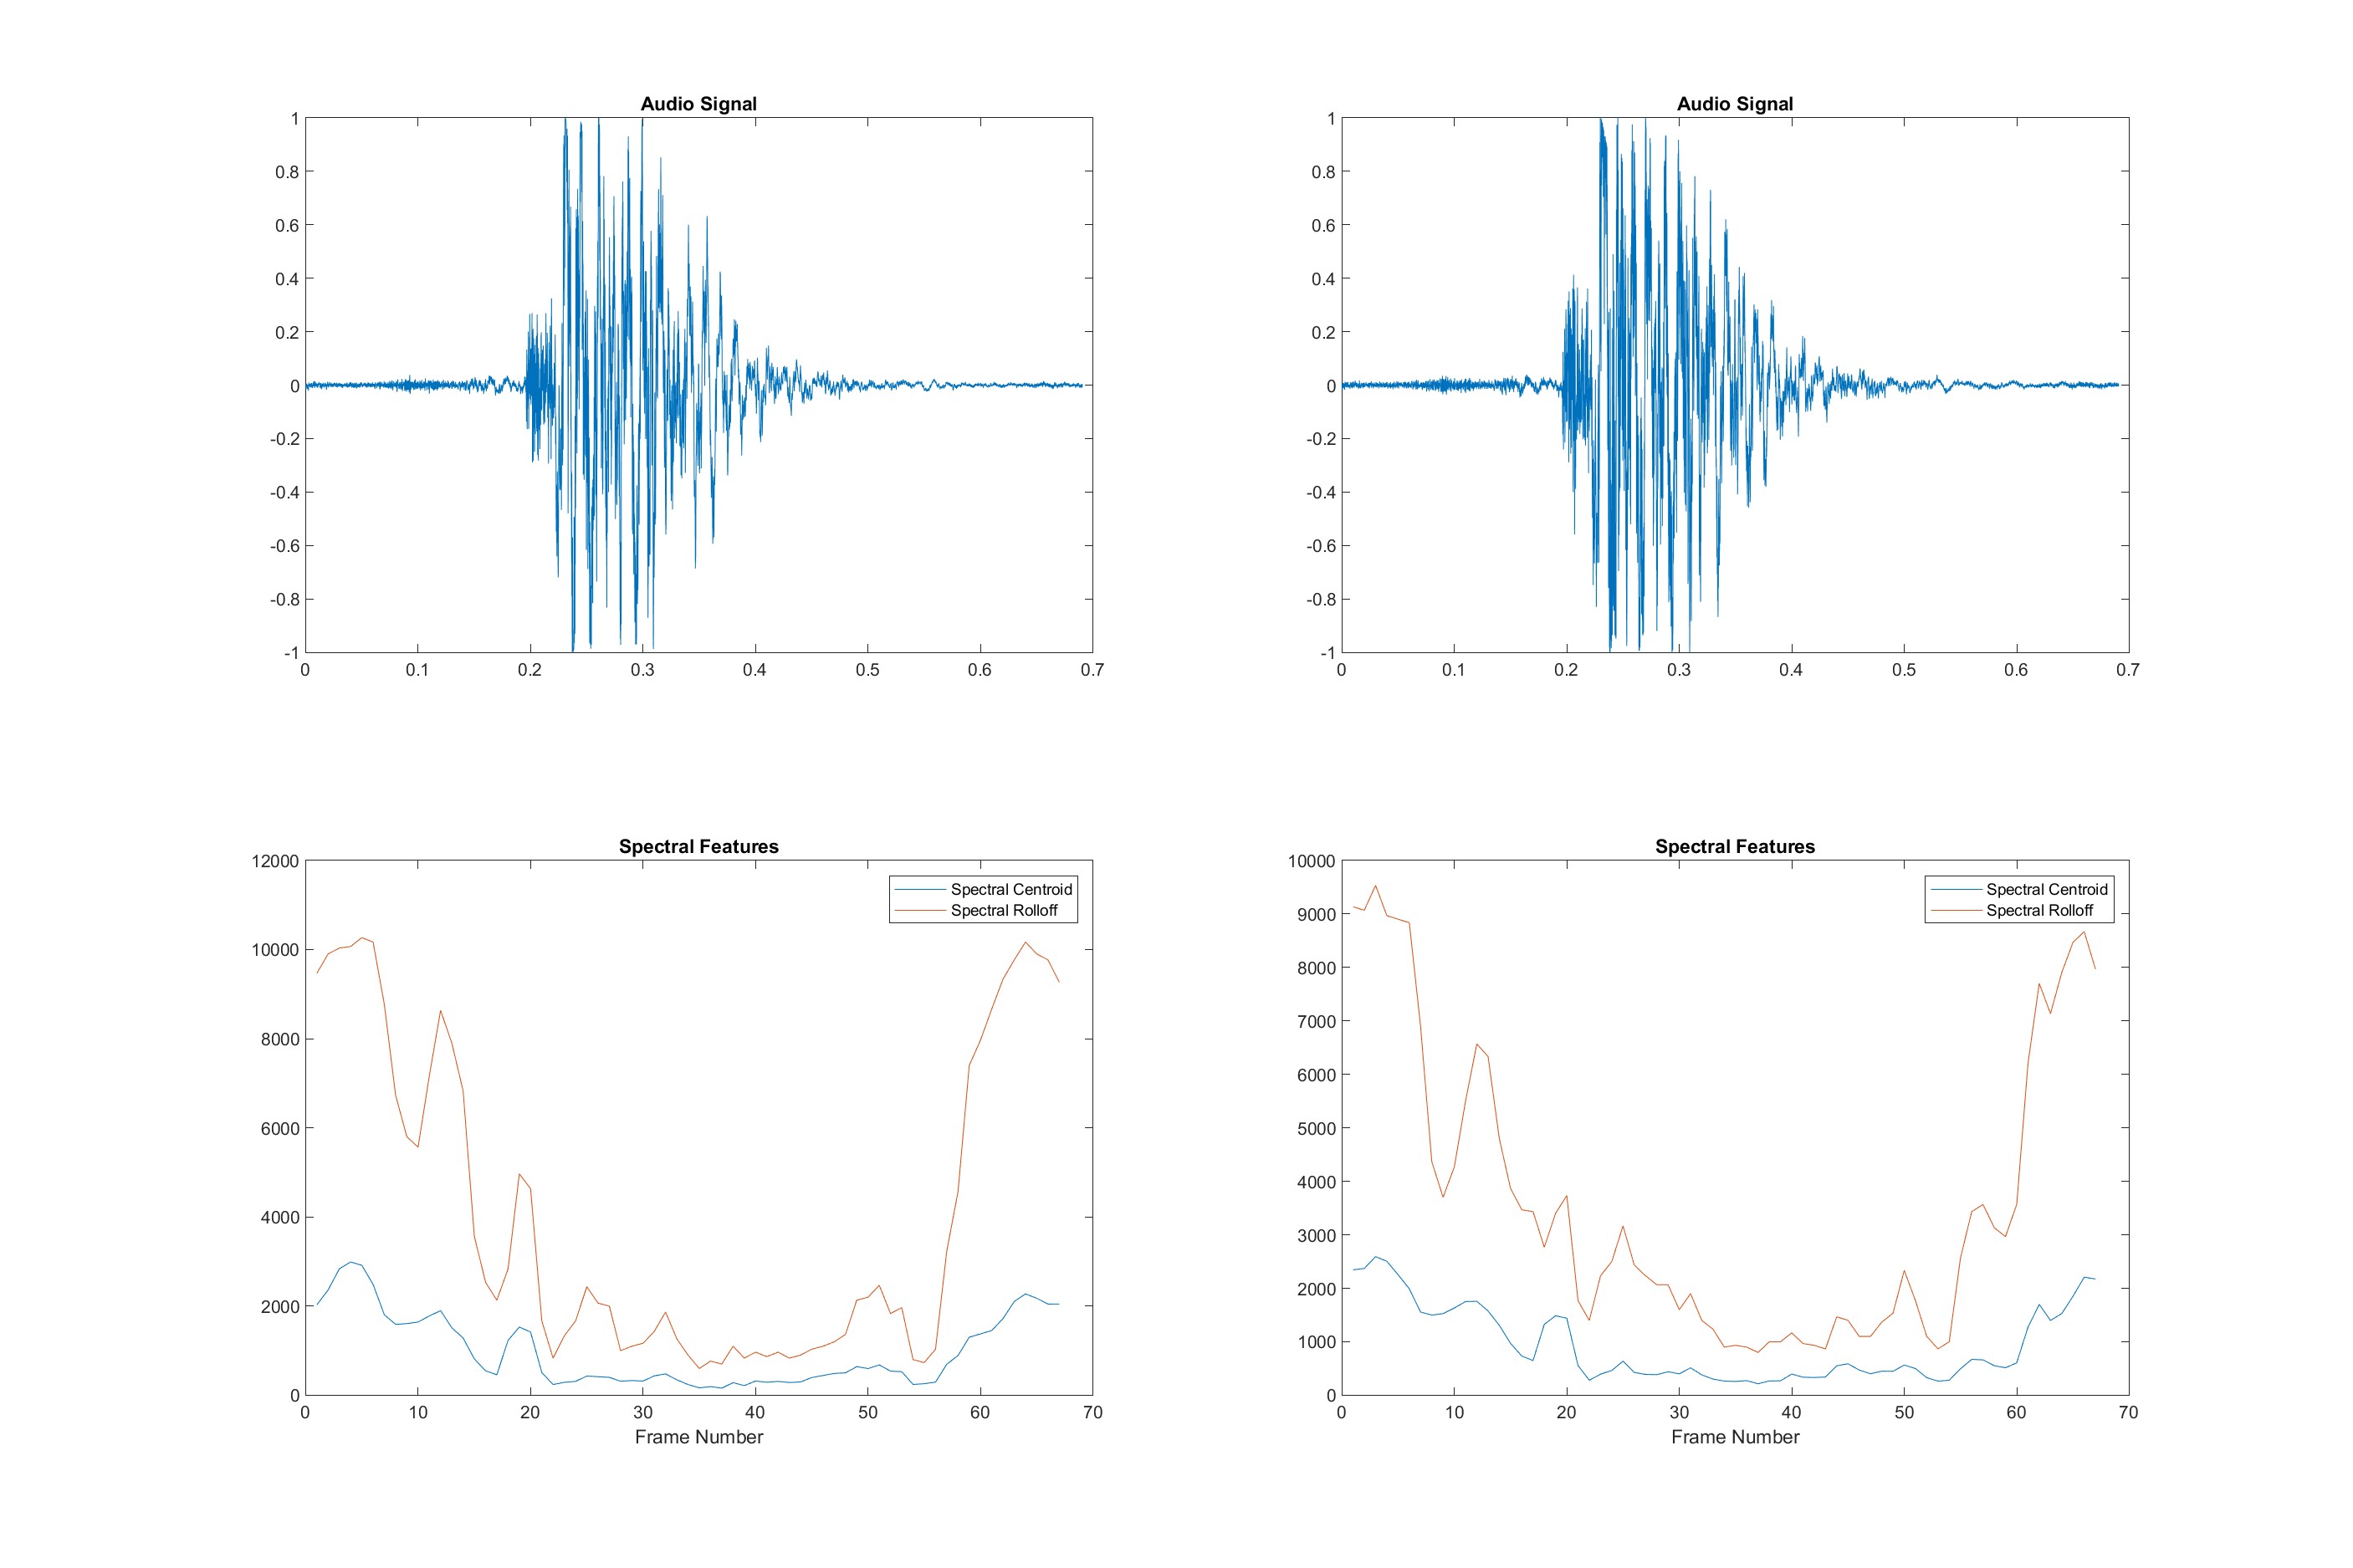 Audio Signal
1
0.8
0.6
0.4
0.2
0
-0.2
-0.4
-0.6
-0.8
-1
0 0.1 0.2 0.3 0.4 0.5 0.6 0.7
Audio Signal
1
0.8
0.6
0.4
0.2
0
-0.2
-0.4
-0.6
-0.8
-1
0 0.1 0.2 0.3 0.4 0.5 0.6 0.7
Spectral Features
12000
10000
8000
6000
4000
2000
0
Spectral Centroid
Spectral Rolloff
0 10 20 30 40 50 60 70
Frame Number
Spectral Features
10000
9000
8000
7000
6000
5000
4000
3000
2000
1000
0
Spectral Centroid
Spectral Rolloff
0 10 20 30 40 50 60 70
Frame Number